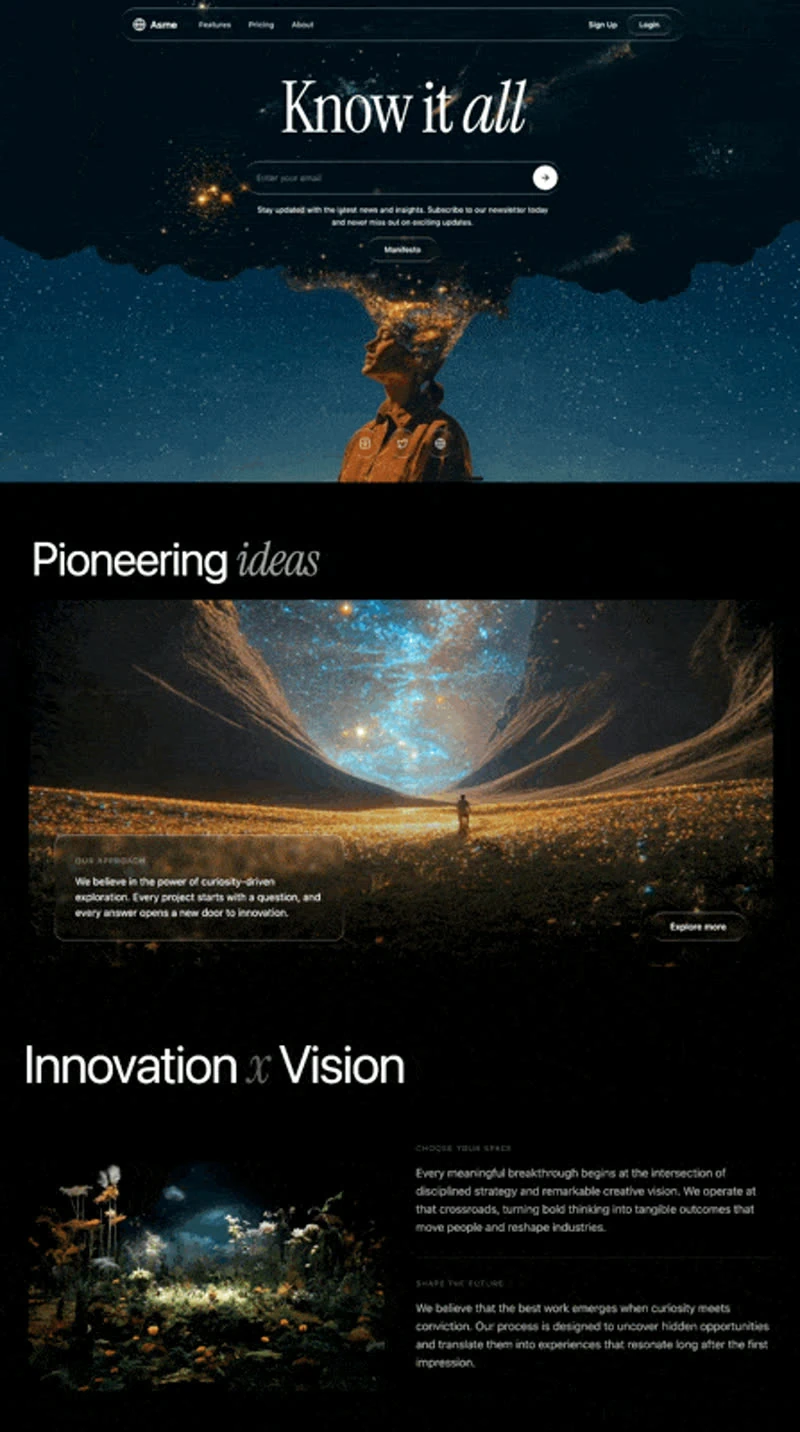 Asme Features Pricing About Sign Up Login
Know it all
Enter your email
Stay updated with the latest news and insights. Subscribe to our newsletter today
and never miss out on exciting updates.
Manifesto
Pioneering ideas
OUR APPROACH
We believe in the power of curiosity-driven
exploration. Every project starts with a question, and
every answer opens a new door to innovation.
Explore more
Innovation x Vision
CHOOSE YOUR SPACE
Every meaningful breakthrough begins at the intersection of
disciplined strategy and remarkable creative vision. We operate at
that crossroads, turning bold thinking into tangible outcomes that
move people and reshape industries.
SHAPE THE FUTURE
We believe that the best work emerges when curiosity meets
conviction. Our process is designed to uncover hidden opportunities
and translate them into experiences that resonate long after the first
impression.